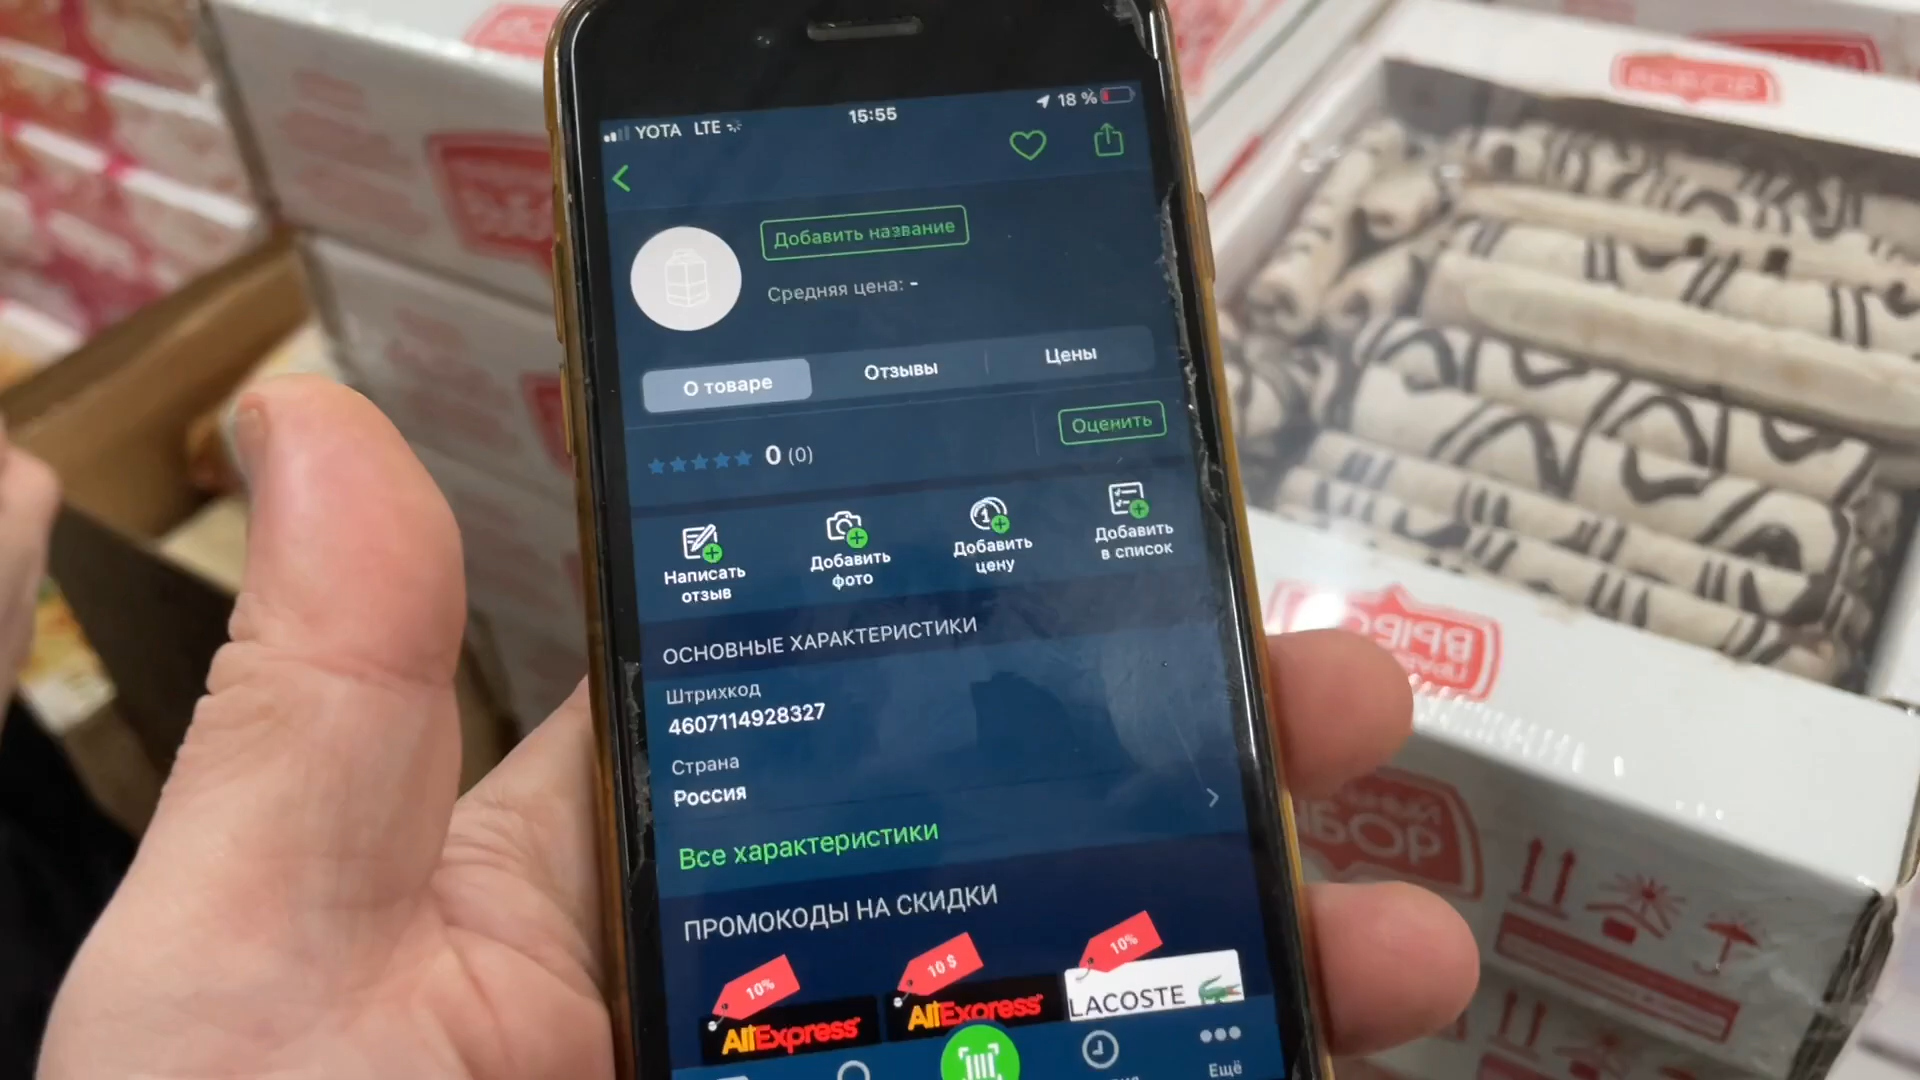 YOTA LTE
15:55
18 %
Добавить название
Средняя цена: -
О товаре
Отзывы
Цены
0 (0)
Оценить
Написать
отзыв
Добавить
фото
Добавить
цену
Добавить
в список
ОСНОВНЫЕ ХАРАКТЕРИСТИКИ
Штрихкод
4607114928327
Страна
Россия
Все характеристики
ПРОМОКОДЫ НА СКИДКИ
10%
AliExpress
10 $
AliExpress
10%
LACOSTE
Ещё
ВЫБОР
ВЫБОР